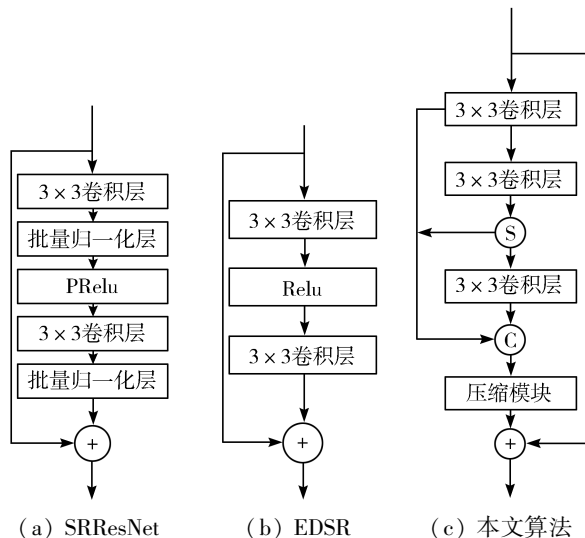 3×3卷积层
批量归一化层
PRelu
3×3卷积层
批量归一化层
+
(a) SRResNet
3×3卷积层
Relu
3×3卷积层
+
(b) EDSR
3×3卷积层
3×3卷积层
S
3×3卷积层
C
压缩模块
+
(c) 本文算法